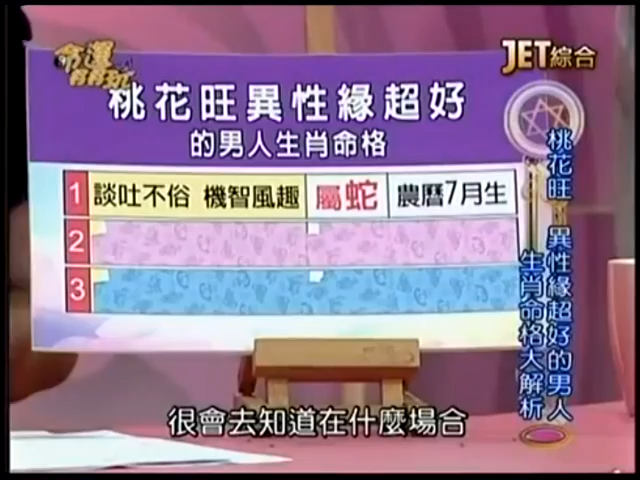 命運好好玩
JET綜合
桃花旺異性緣超好
的男人生肖命格
1 談吐不俗 機智風趣 屬蛇 農曆7月生
2
3
桃花旺 異性緣超好的男人
生肖命格大解析
很會去知道在什麼場合